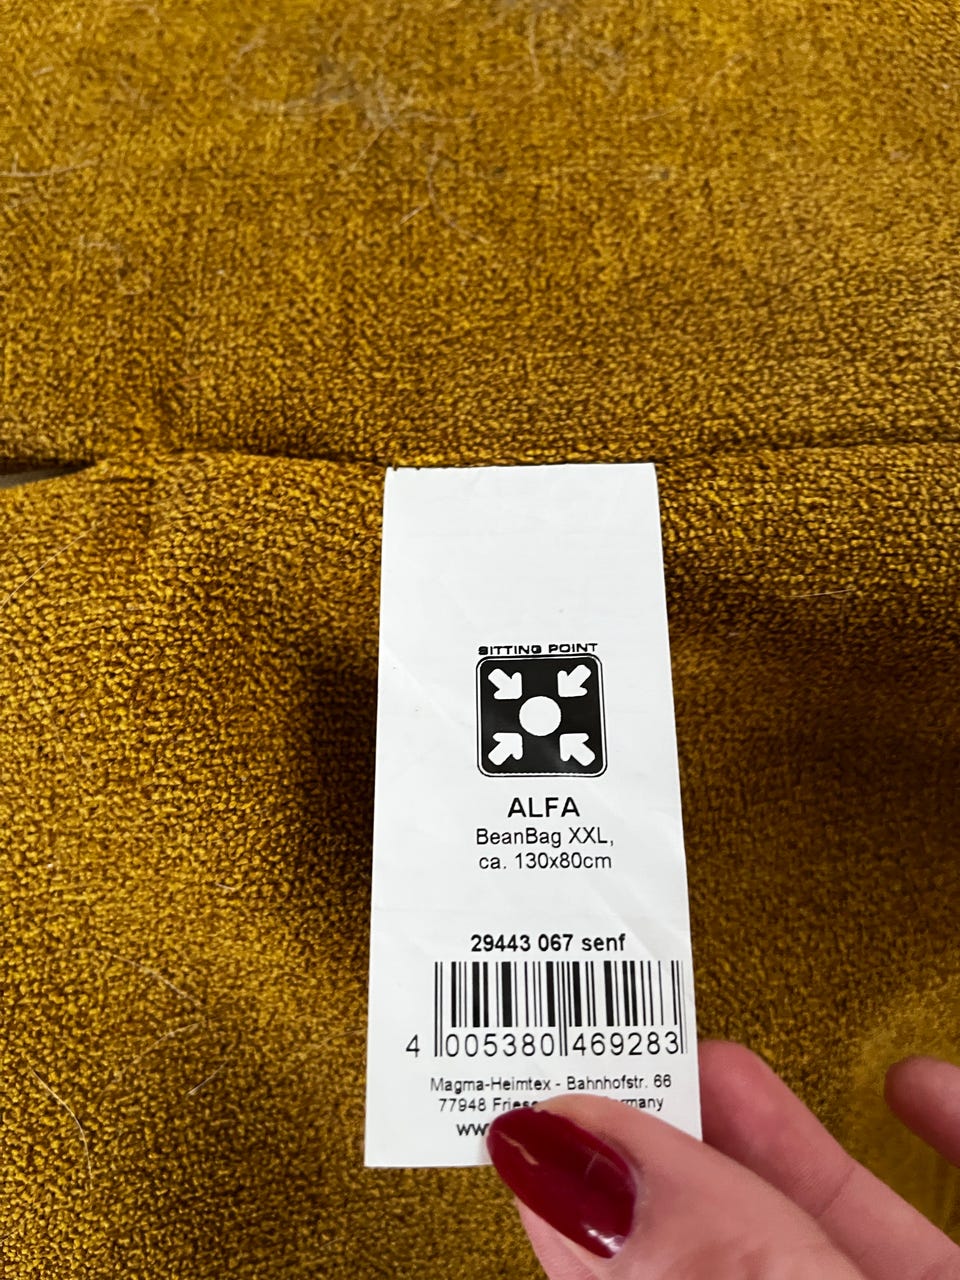 SITTING POINT
ALFA
BeanBag XXL,
ca. 130x80cm
29443 067 senf
4 005380 469283
Magma-Heimtex - Bahnhofstr. 66
77948